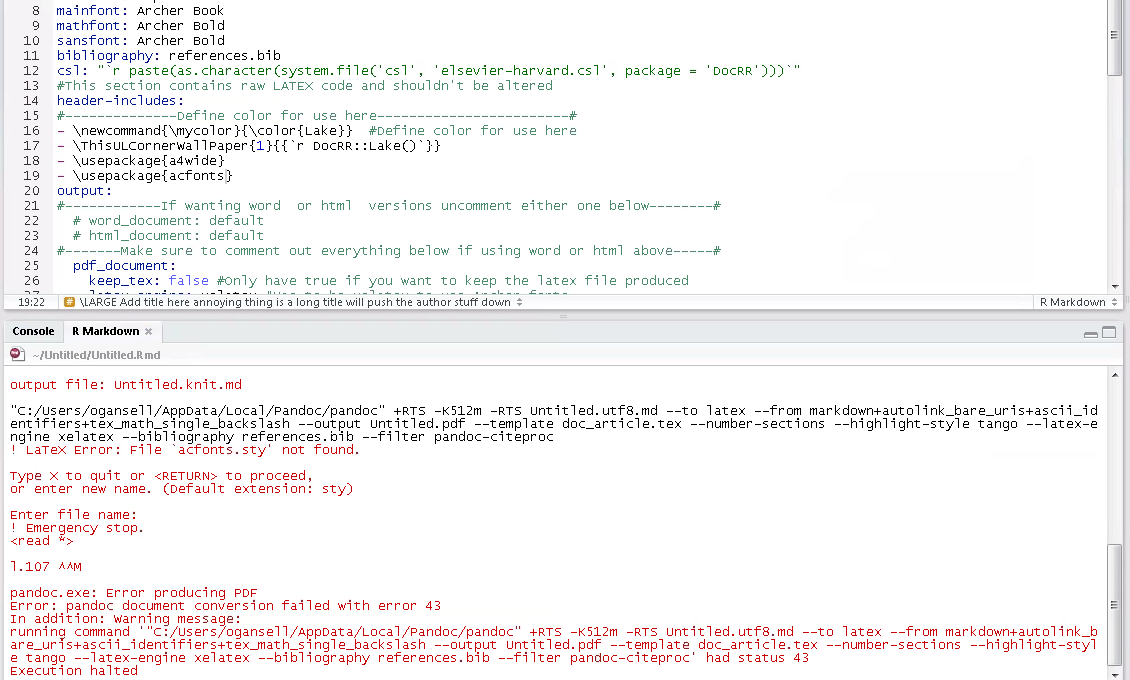 8 mainfont: Archer Book
9 mathfont: Archer Bold
10 sansfont: Archer Bold
11 bibliography: references.bib
12 csl: "`r paste(as.character(system.file('csl', 'elsevier-harvard.csl', package = 'DocRR')))`"
13 #This section contains raw LATEX code and shouldn't be altered
14 header-includes:
15 #--------------Define color for use here------------------------#
16 - \newcommand{\mycolor}{\color{Lake}}  #Define color for use here
17 - \ThisULCornerWallPaper{1}{{`r DocRR::Lake()`}}
18 - \usepackage{a4wide}
19 - \usepackage{acfonts}
20 output:
21 #------------If wanting word  or html  versions uncomment either one below--------#
22   # word_document: default
23   # html_document: default
24 #-------Make sure to comment out everything below if using word or html above-----#
25   pdf_document:
26     keep_tex: false #Only have true if you want to keep the latex file produced
19:22 # \LARGE Add title here annoying thing is a long title will push the author stuff down R Markdown
Console R Markdown
~/Untitled/Untitled.Rmd
output file: Untitled.knit.md
"C:/Users/ogansell/AppData/Local/Pandoc/pandoc" +RTS -K512m -RTS Untitled.utf8.md --to latex --from markdown+autolink_bare_uris+ascii_id
entifiers+tex_math_single_backslash --output Untitled.pdf --template doc_article.tex --number-sections --highlight-style tango --latex-e
ngine xelatex --bibliography references.bib --filter pandoc-citeproc
! LaTeX Error: File `acfonts.sty' not found.
Type X to quit or <RETURN> to proceed,
or enter new name. (Default extension: sty)
Enter file name:
! Emergency stop.
<read *>
l.107 ^^M
pandoc.exe: Error producing PDF
Error: pandoc document conversion failed with error 43
In addition: Warning message:
running command '"C:/Users/ogansell/AppData/Local/Pandoc/pandoc" +RTS -K512m -RTS Untitled.utf8.md --to latex --from markdown+autolink_b
are_uris+ascii_identifiers+tex_math_single_backslash --output Untitled.pdf --template doc_article.tex --number-sections --highlight-styl
e tango --latex-engine xelatex --bibliography references.bib --filter pandoc-citeproc' had status 43
Execution halted